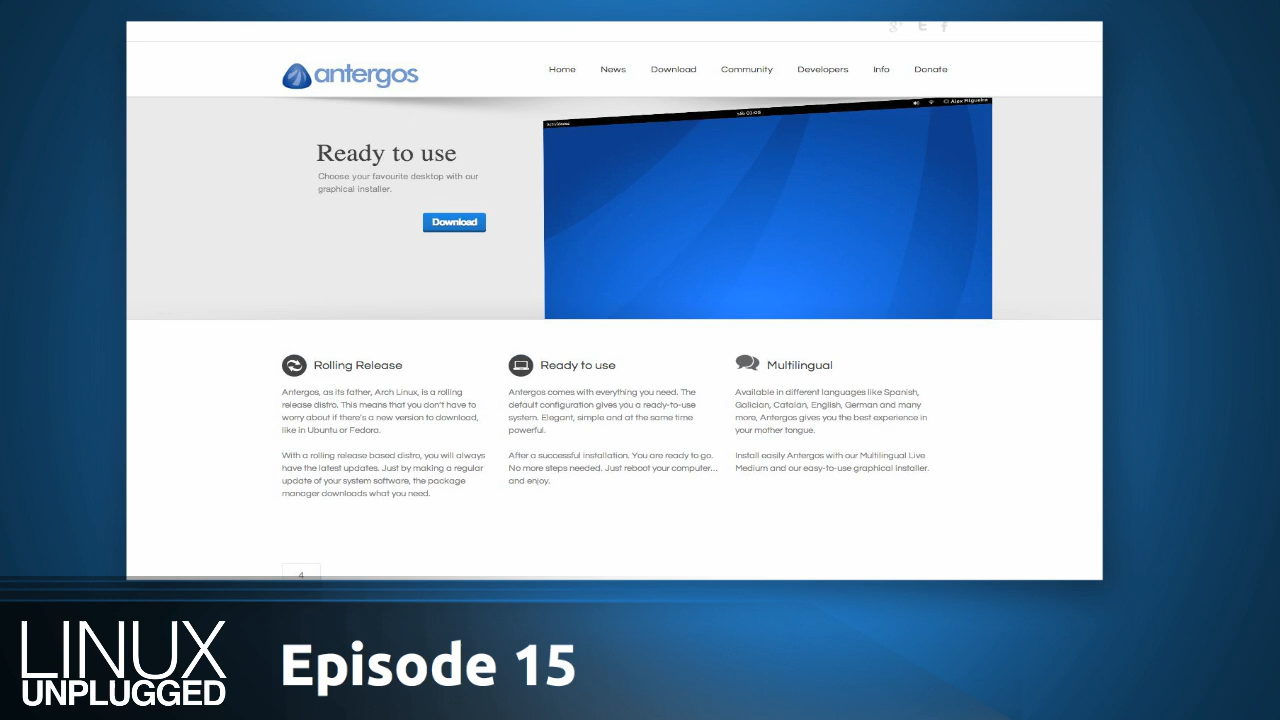 antergos
Home News Download Community Developers Info Donate
Ready to use
Choose your favourite desktop with our
graphical installer.
Download
Rolling Release
Antergos, as its father, Arch Linux, is a rolling
release distro. This means that you don't have to
worry about if there's a new version to download,
like in Ubuntu or Fedora.
With a rolling release based distro, you will always
have the latest updates. Just by making a regular
update of your system software, the package
manager downloads what you need.
Ready to use
Antergos comes with everything you need. The
default configuration gives you a ready-to-use
system. Elegant, simple and at the same time
powerful.
After a successful installation. You are ready to go.
No more steps needed. Just reboot your computer...
and enjoy.
Multilingual
Available in different languages like Spanish,
Galician, Catalan, English, German and many
more, Antergos gives you the best experience in
your mother tongue.
Install easily Antergos with our Multilingual Live
Medium and our easy-to-use graphical installer.
4
LINUX
UNPLUGGED
Episode 15